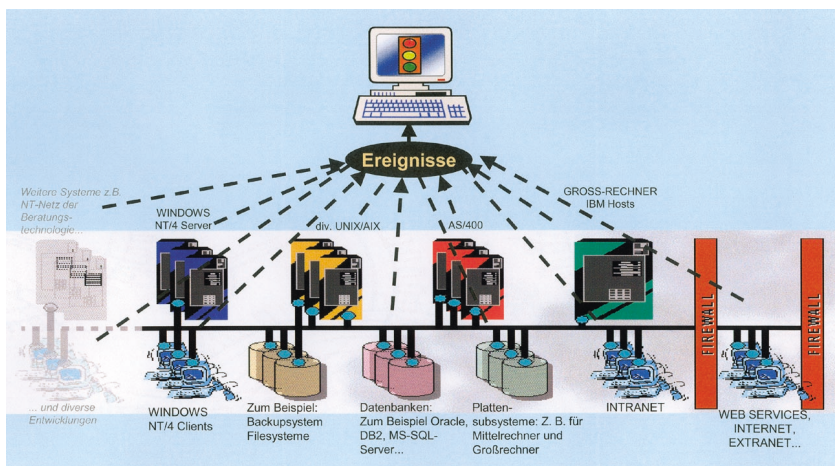 Ereignisse
Weitere Systeme z.B.
NT-Netz der
Beratungs-
technologie...
WINDOWS
NT/4 Server
div. UNIX/AIX
AS/400
GROSS-RECHNER
IBM Hosts
FIREWALL
FIREWALL
... und diverse
Entwicklungen
WINDOWS
NT/4 Clients
Zum Beispiel:
Backupsystem
Filesysteme
Datenbanken:
Zum Beispiel Oracle,
DB2, MS-SQL-
Server...
Platten-
subsysteme: Z. B. für
Mittelrechner und
Großrechner
INTRANET
WEB SERVICES,
INTERNET,
EXTRANET...